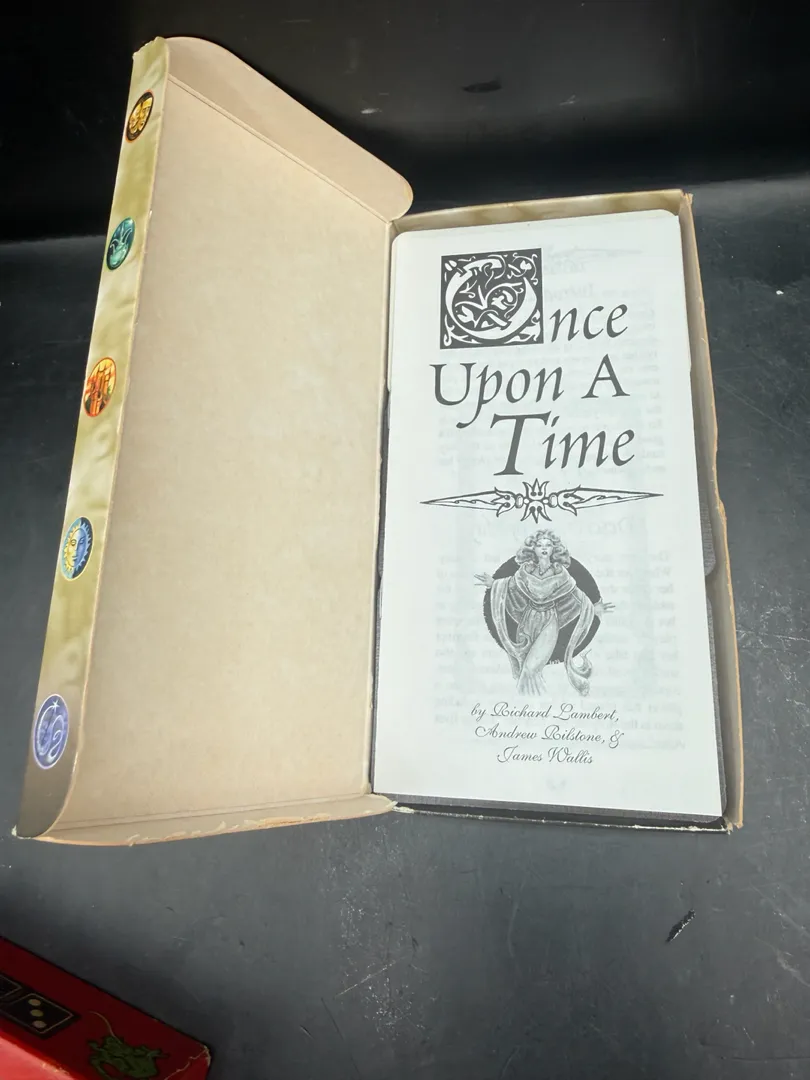 Once
Upon A
Time
by Richard Lambert,
Andrew Rilstone, &
James Wallis